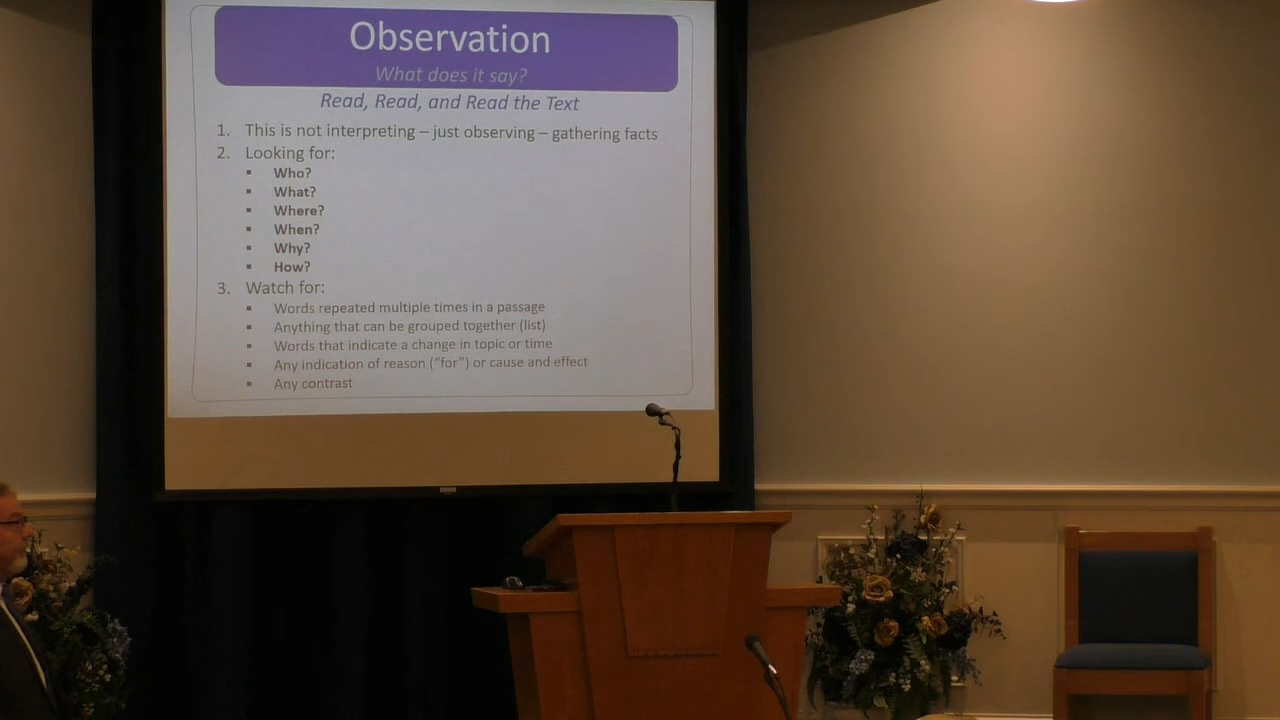 Observation
What does it say?
Read, Read, and Read the Text
1. This is not interpreting – just observing – gathering facts
2. Looking for:
▪ Who?
▪ What?
▪ Where?
▪ When?
▪ Why?
▪ How?
3. Watch for:
▪ Words repeated multiple times in a passage
▪ Anything that can be grouped together (list)
▪ Words that indicate a change in topic or time
▪ Any indication of reason (“for”) or cause and effect
▪ Any contrast